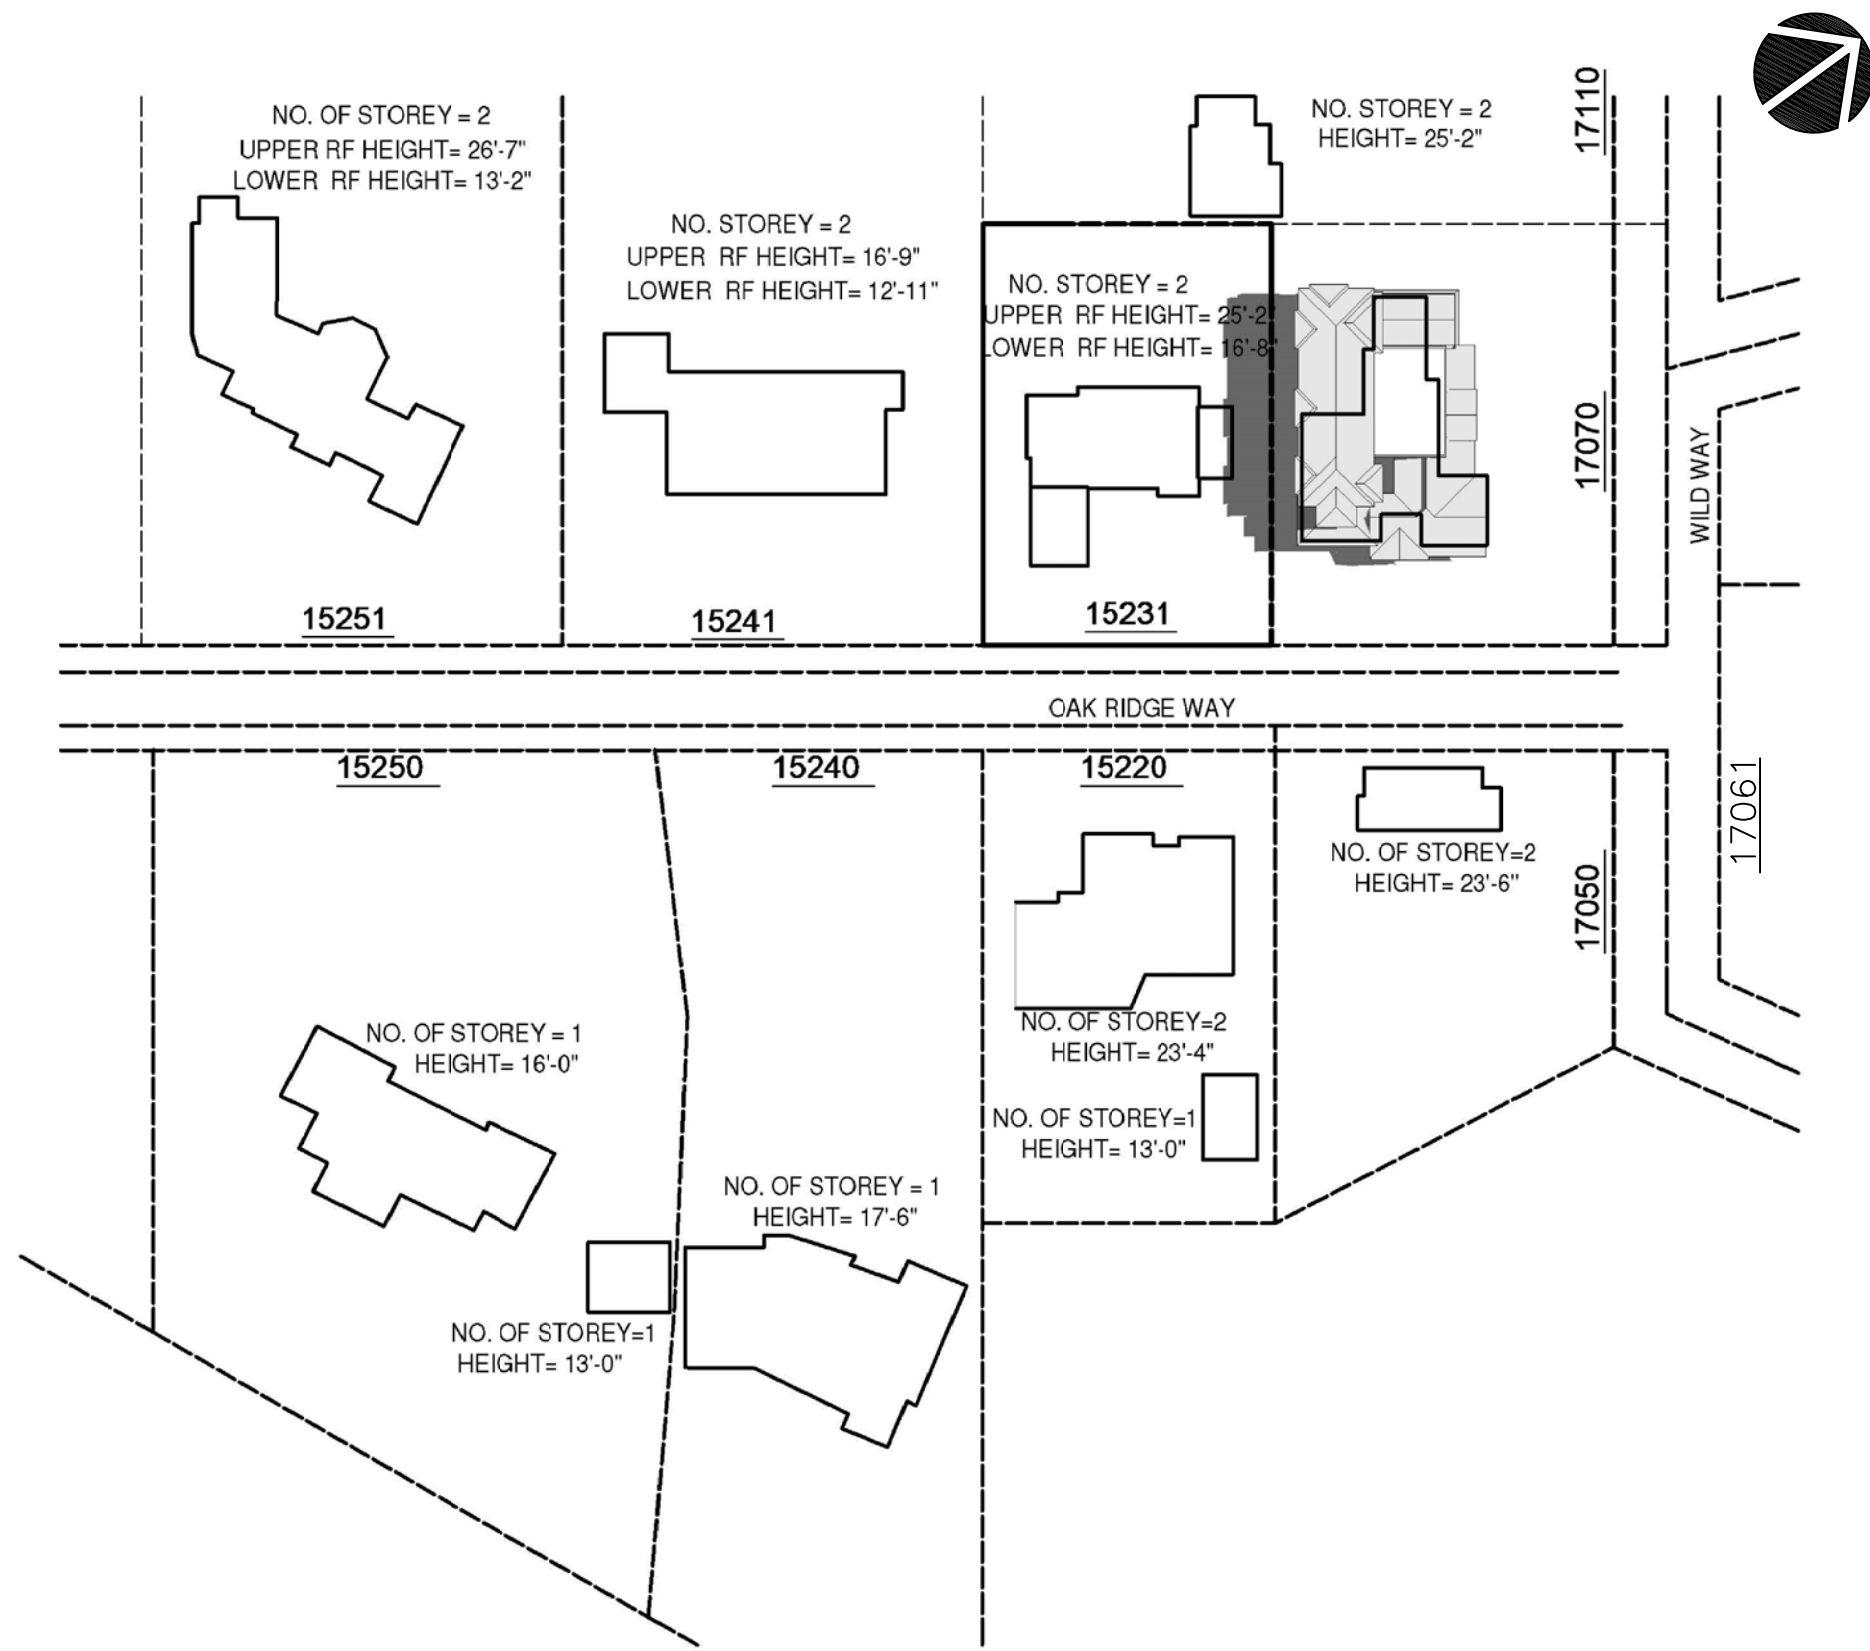 NO. OF STOREY = 2
UPPER RF HEIGHT= 26'-7"
LOWER RF HEIGHT= 13'-2"
NO. STOREY = 2
HEIGHT= 25'-2"
17110
NO. STOREY = 2
UPPER RF HEIGHT= 16'-9"
LOWER RF HEIGHT= 12'-11"
NO. STOREY = 2
UPPER RF HEIGHT= 25'-2"
LOWER RF HEIGHT= 16'-8"
17070
WILD WAY
15251
15241
15231
OAK RIDGE WAY
15250
15240
15220
17061
NO. OF STOREY=2
HEIGHT= 23'-6"
17050
NO. OF STOREY=2
HEIGHT= 23'-4"
NO. OF STOREY = 1
HEIGHT= 16'-0"
NO. OF STOREY=1
HEIGHT= 13'-0"
NO. OF STOREY = 1
HEIGHT= 17'-6"
NO. OF STOREY=1
HEIGHT= 13'-0"